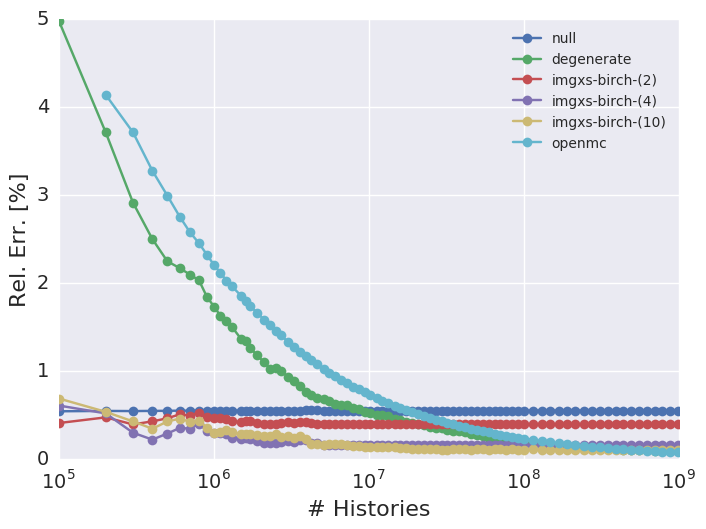 5
4
3
2
1
0
Rel. Err. [%]
null
degenerate
imgxs-birch-(2)
imgxs-birch-(4)
imgxs-birch-(10)
openmc
10^5 10^6 10^7 10^8 10^9
# Histories